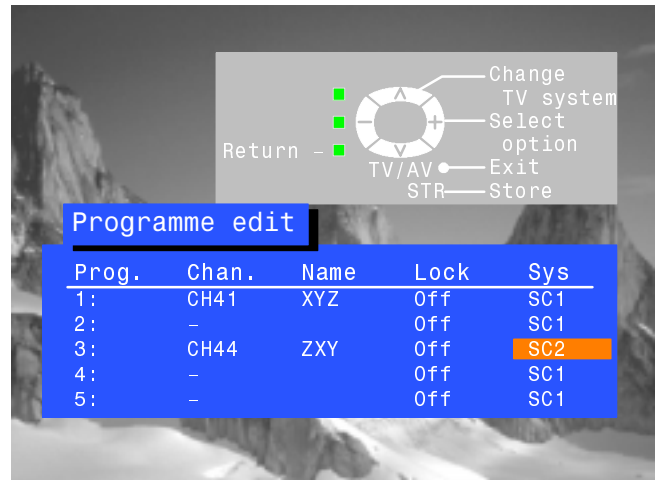 Change
TV system
Select
option
Return –
TV/AV Exit
STR Store
Programme edit
Prog. Chan. Name Lock Sys
1: CH41 XYZ Off SC1
2: – Off SC1
3: CH44 ZXY Off SC2
4: – Off SC1
5: – Off SC1